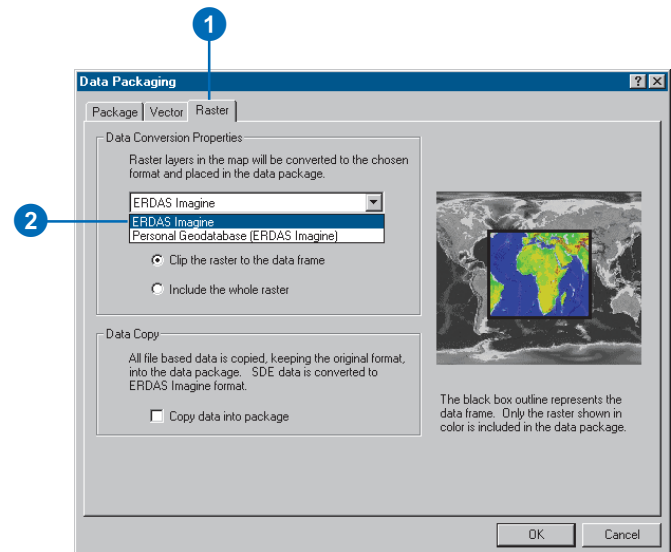 1
Data Packaging
Package
Vector
Raster
Data Conversion Properties
Raster layers in the map will be converted to the chosen
format and placed in the data package.
ERDAS Imagine
2
ERDAS Imagine
Personal Geodatabase (ERDAS Imagine)
Clip the raster to the data frame
Include the whole raster
Data Copy
All file based data is copied, keeping the original format,
into the data package. SDE data is converted to
ERDAS Imagine format.
Copy data into package
The black box outline represents the
data frame. Only the raster shown in
color is included in the data package.
OK
Cancel